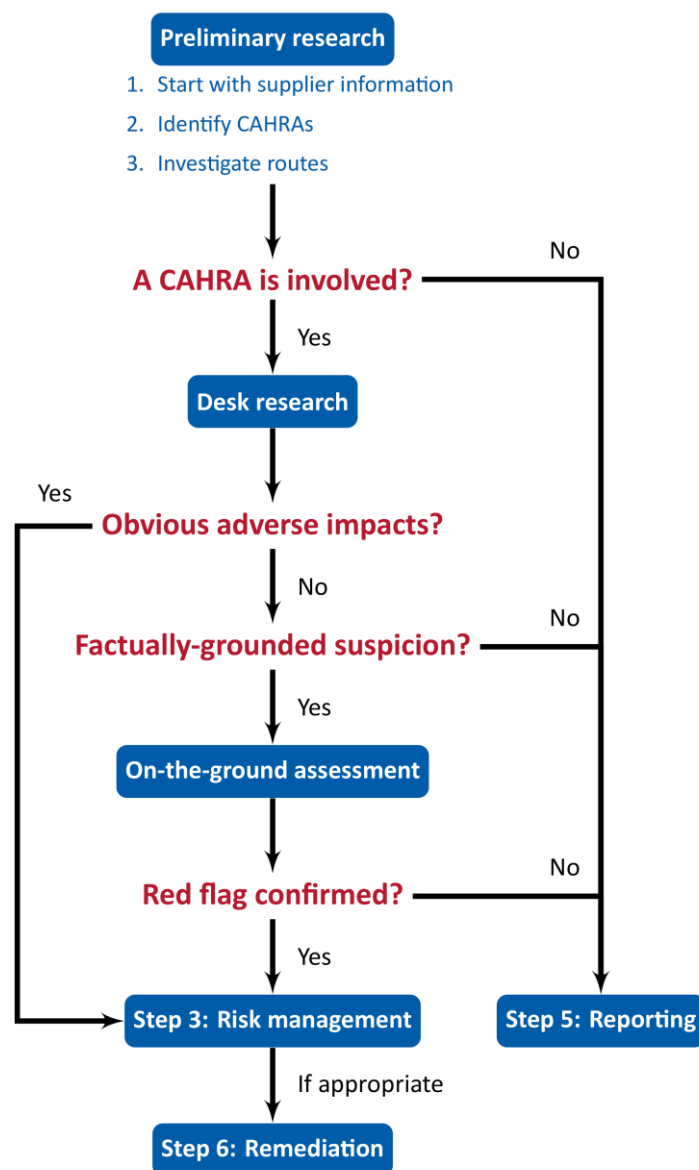 Preliminary research
1. Start with supplier information
2. Identify CAHRAs
3. Investigate routes
No
A CAHRA is involved?
Yes
Desk research
Yes
Obvious adverse impacts?
No
No
Factually-grounded suspicion?
Yes
On-the-ground assessment
No
Red flag confirmed?
Yes
Step 3: Risk management
Step 5: Reporting
If appropriate
Step 6: Remediation